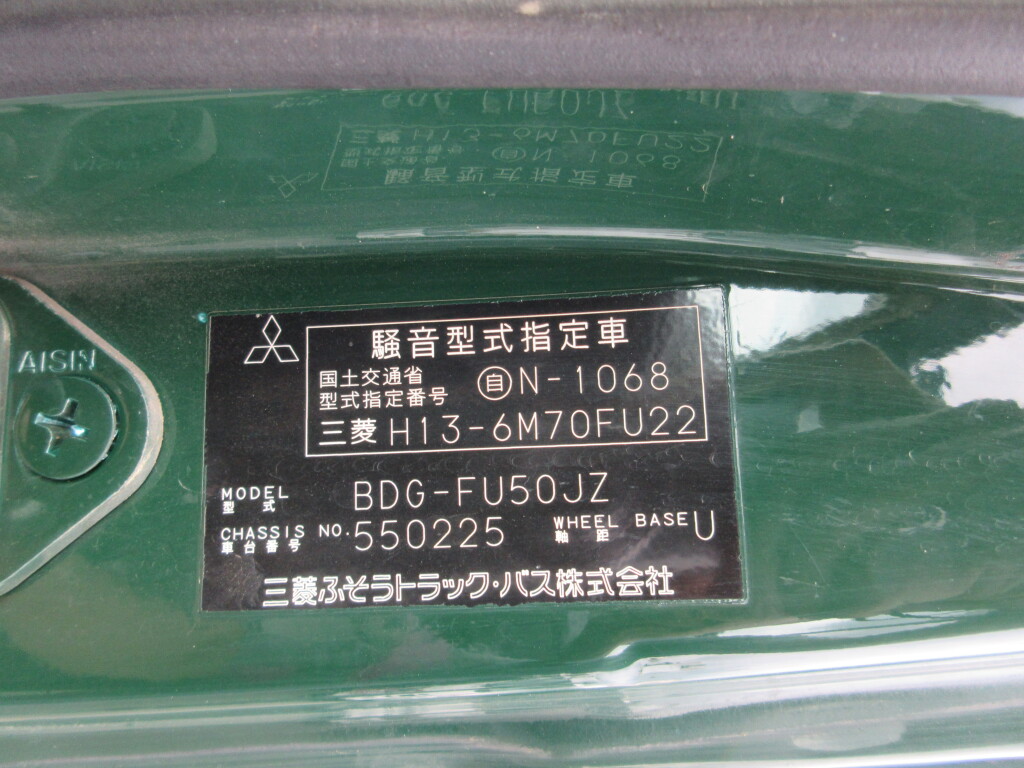 AISIN
騒音型式指定車
国土交通省
型式指定番号 自N-1068
三菱 H13-6M70FU22
MODEL
型式 BDG-FU50JZ
CHASSIS NO. 550225 WHEEL BASE U
車台番号 軸距
三菱ふそうトラック・バス株式会社